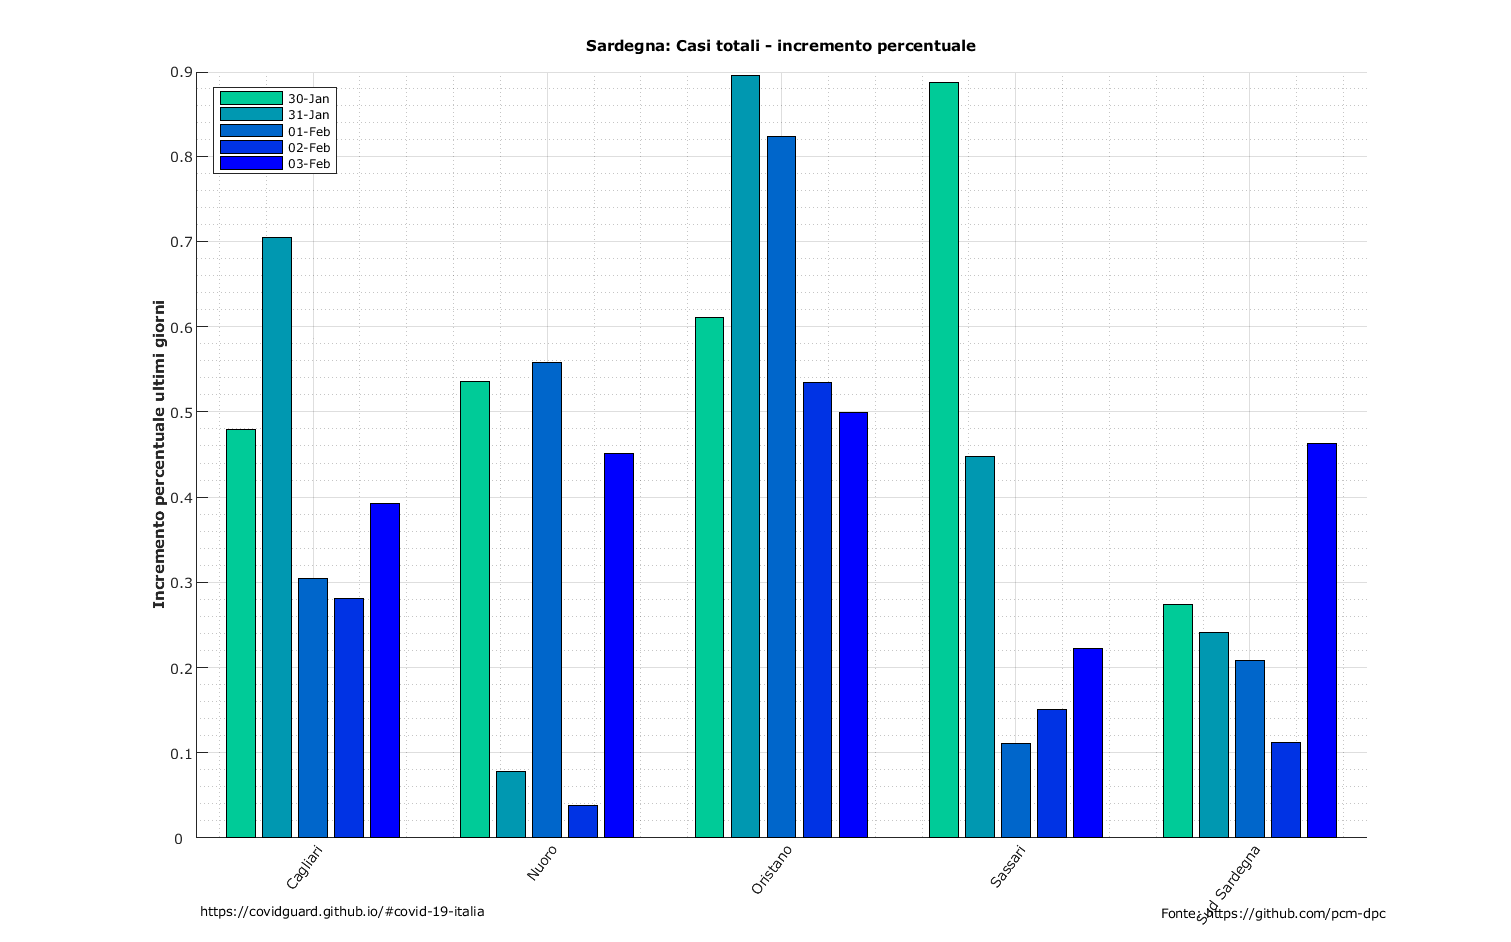 Sardegna: Casi totali - incremento percentuale
Incremento percentuale ultimi giorni
0.9
0.8
0.7
0.6
0.5
0.4
0.3
0.2
0.1
0
30-Jan
31-Jan
01-Feb
02-Feb
03-Feb
Cagliari
Nuoro
Oristano
Sassari
Sud Sardegna
https://covidguard.github.io/#covid-19-italia
Fonte: https://github.com/pcm-dpc